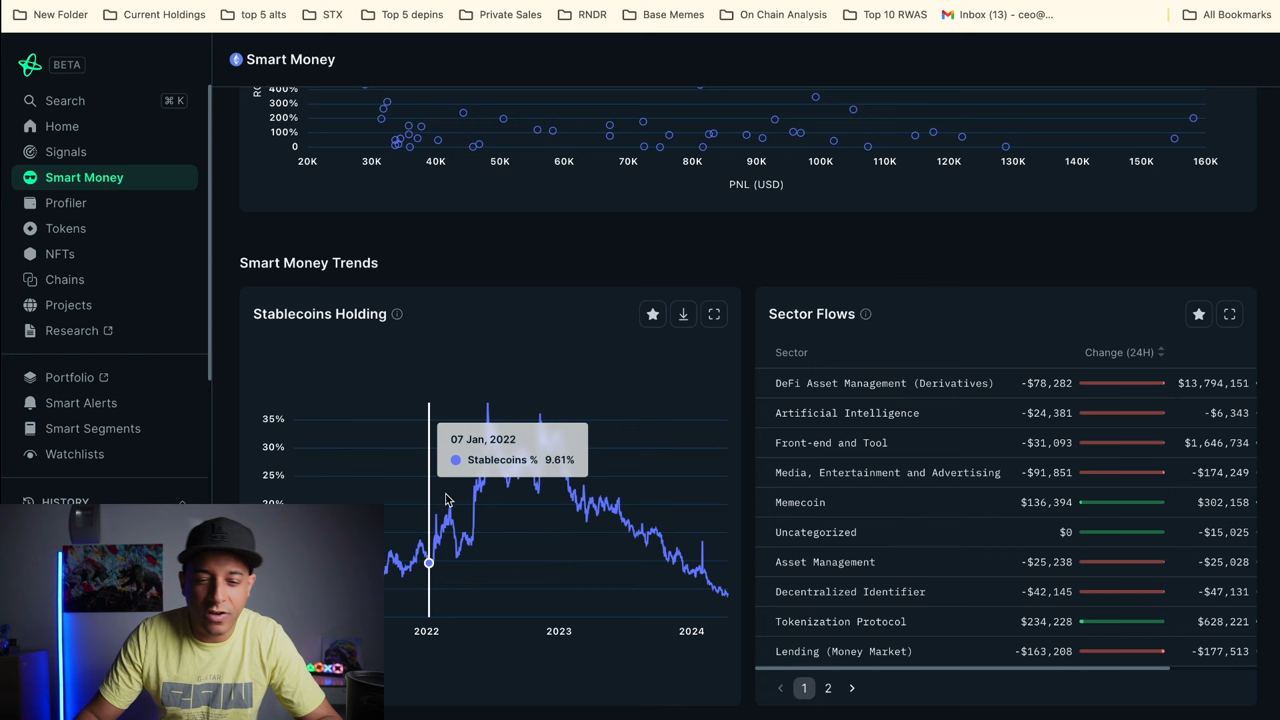 New Folder Current Holdings top 5 alts STX Top 5 depins Private Sales RNDR Base Memes On Chain Analysis Top 10 RWAS Inbox (13) - ceo@... All Bookmarks
BETA
Search ⌘ K
Home
Signals
Smart Money
Profiler
Tokens
NFTs
Chains
Projects
Research
Portfolio
Smart Alerts
Smart Segments
Watchlists
HISTORY
Smart Money
400%
300%
200%
100%
0
20K 30K 40K 50K 60K 70K 80K 90K 100K 110K 120K 130K 140K 150K 160K
PNL (USD)
Smart Money Trends
Stablecoins Holding
35%
30%
25%
20%
07 Jan, 2022
Stablecoins % 9.61%
2022 2023 2024
Sector Flows
Sector Change (24H)
DeFi Asset Management (Derivatives) -$78,282 $13,794,151
Artificial Intelligence -$24,381 -$6,343
Front-end and Tool -$31,093 $1,646,734
Media, Entertainment and Advertising -$91,851 -$174,249
Memecoin $136,394 $302,158
Uncategorized $0 -$15,025
Asset Management -$25,238 -$25,028
Decentralized Identifier -$42,145 -$47,131
Tokenization Protocol $234,228 $628,221
Lending (Money Market) -$163,208 -$177,513
1 2